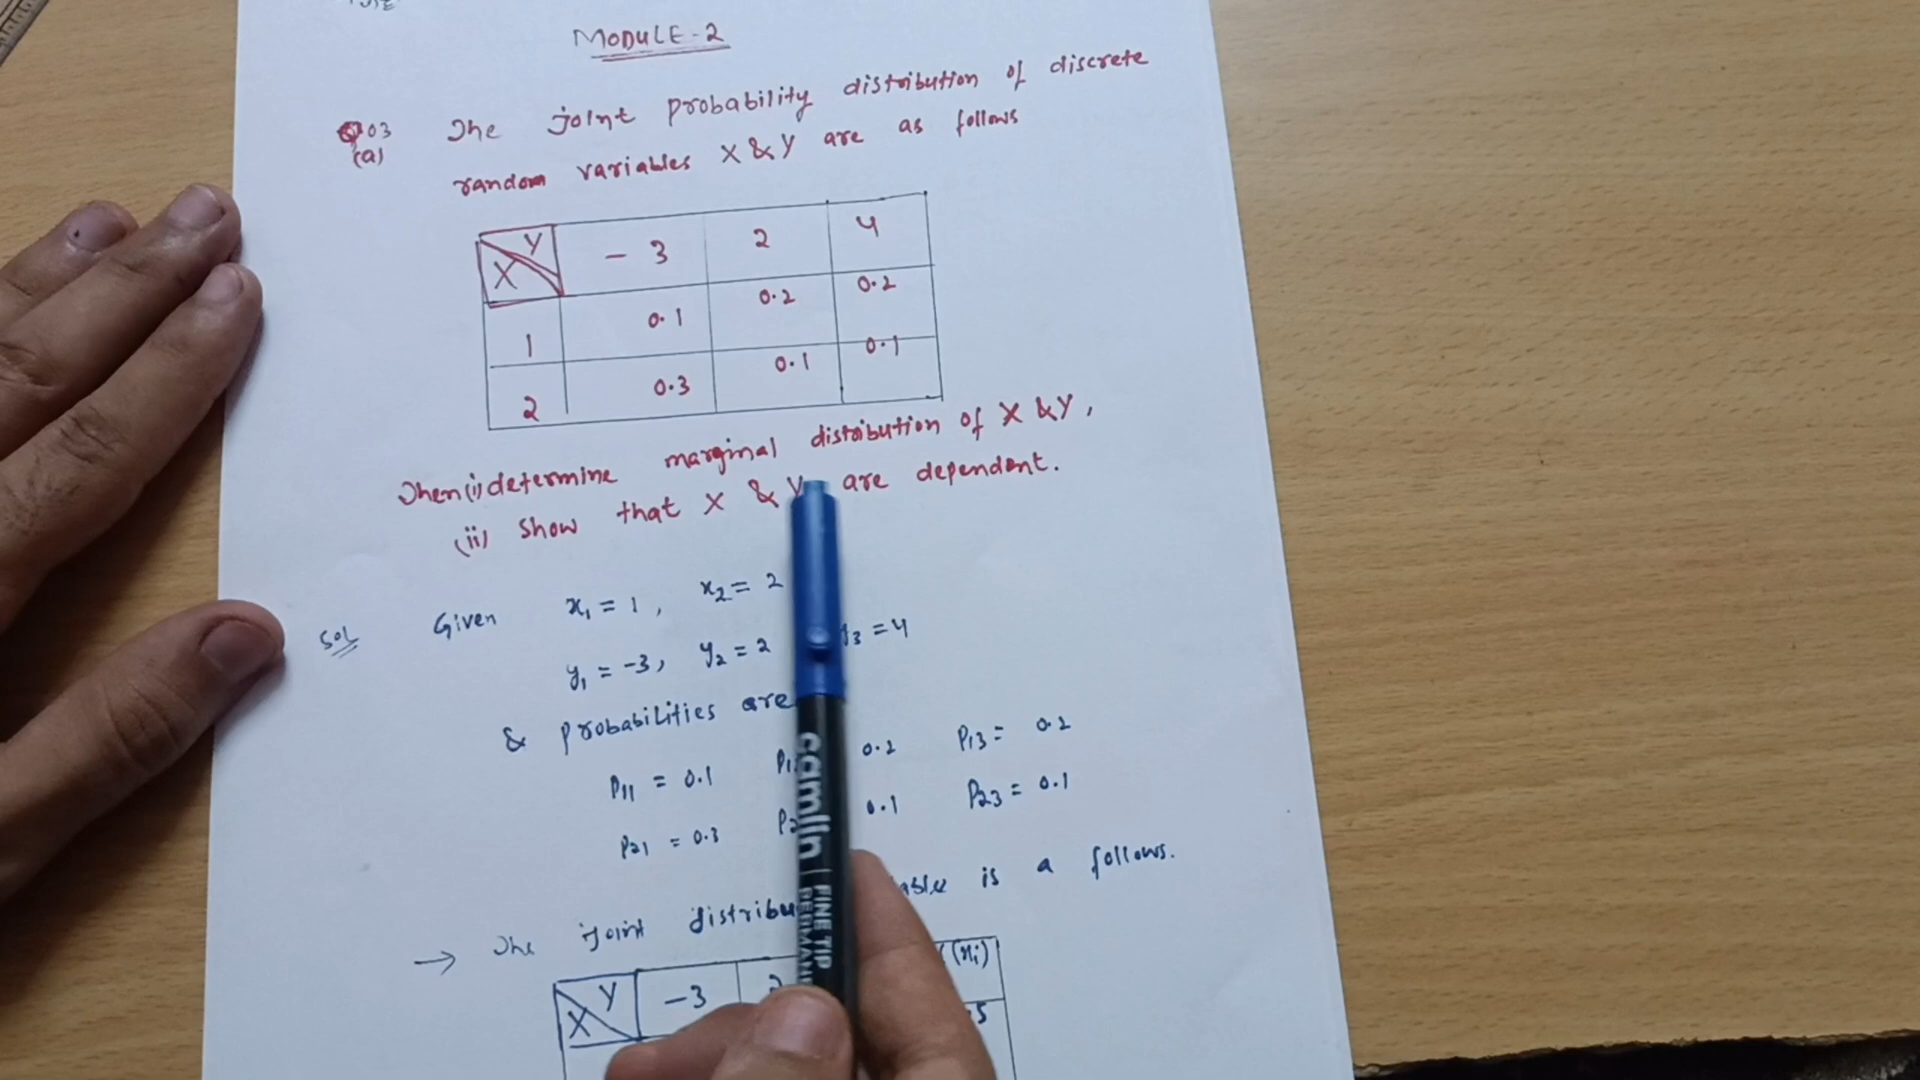 MODULE-2
Q03 The joint probability distribution of discrete
(a) random variables X & Y are as follows
X Y -3 2 4
1 0.1 0.2 0.2
2 0.3 0.1 0.1
Then (i) determine marginal distribution of X & Y,
(ii) Show that X & Y are dependent.
Sol Given x₁ = 1, x₂ = 2
y₁ = -3, y₂ = 2 y₃ = 4
& probabilities are
P₁₁ = 0.1 0.2 P₁₃ = 0.2
P₂₁ = 0.3 0.1 P₂₃ = 0.1
→ The joint is a follows.
X Y -3 2 (xᵢ)
camlin FINE TIP